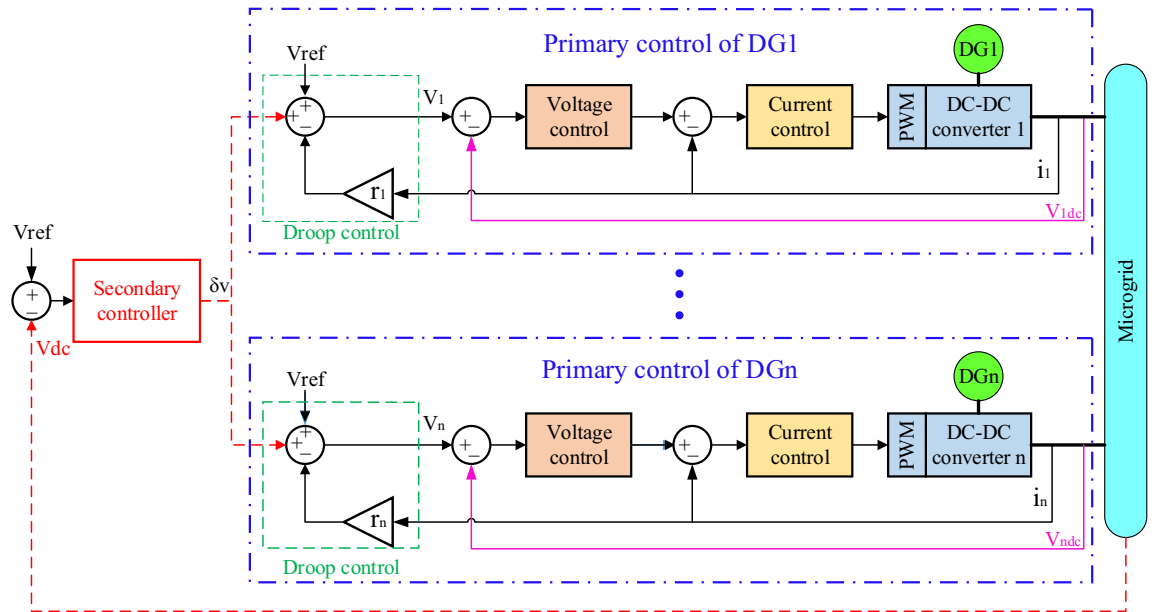 Primary control of DG1
Vref
DG1
+
+
−
V1
+
−
Voltage
control
+
−
Current
control
PWM
DC-DC
converter 1
r1
i1
V1dc
Droop control
Vref
+
−
Secondary
controller
δv
Vdc
Microgrid
Primary control of DGn
Vref
DGn
+
+
−
Vn
+
−
Voltage
control
+
−
Current
control
PWM
DC-DC
converter n
rn
in
Vndc
Droop control